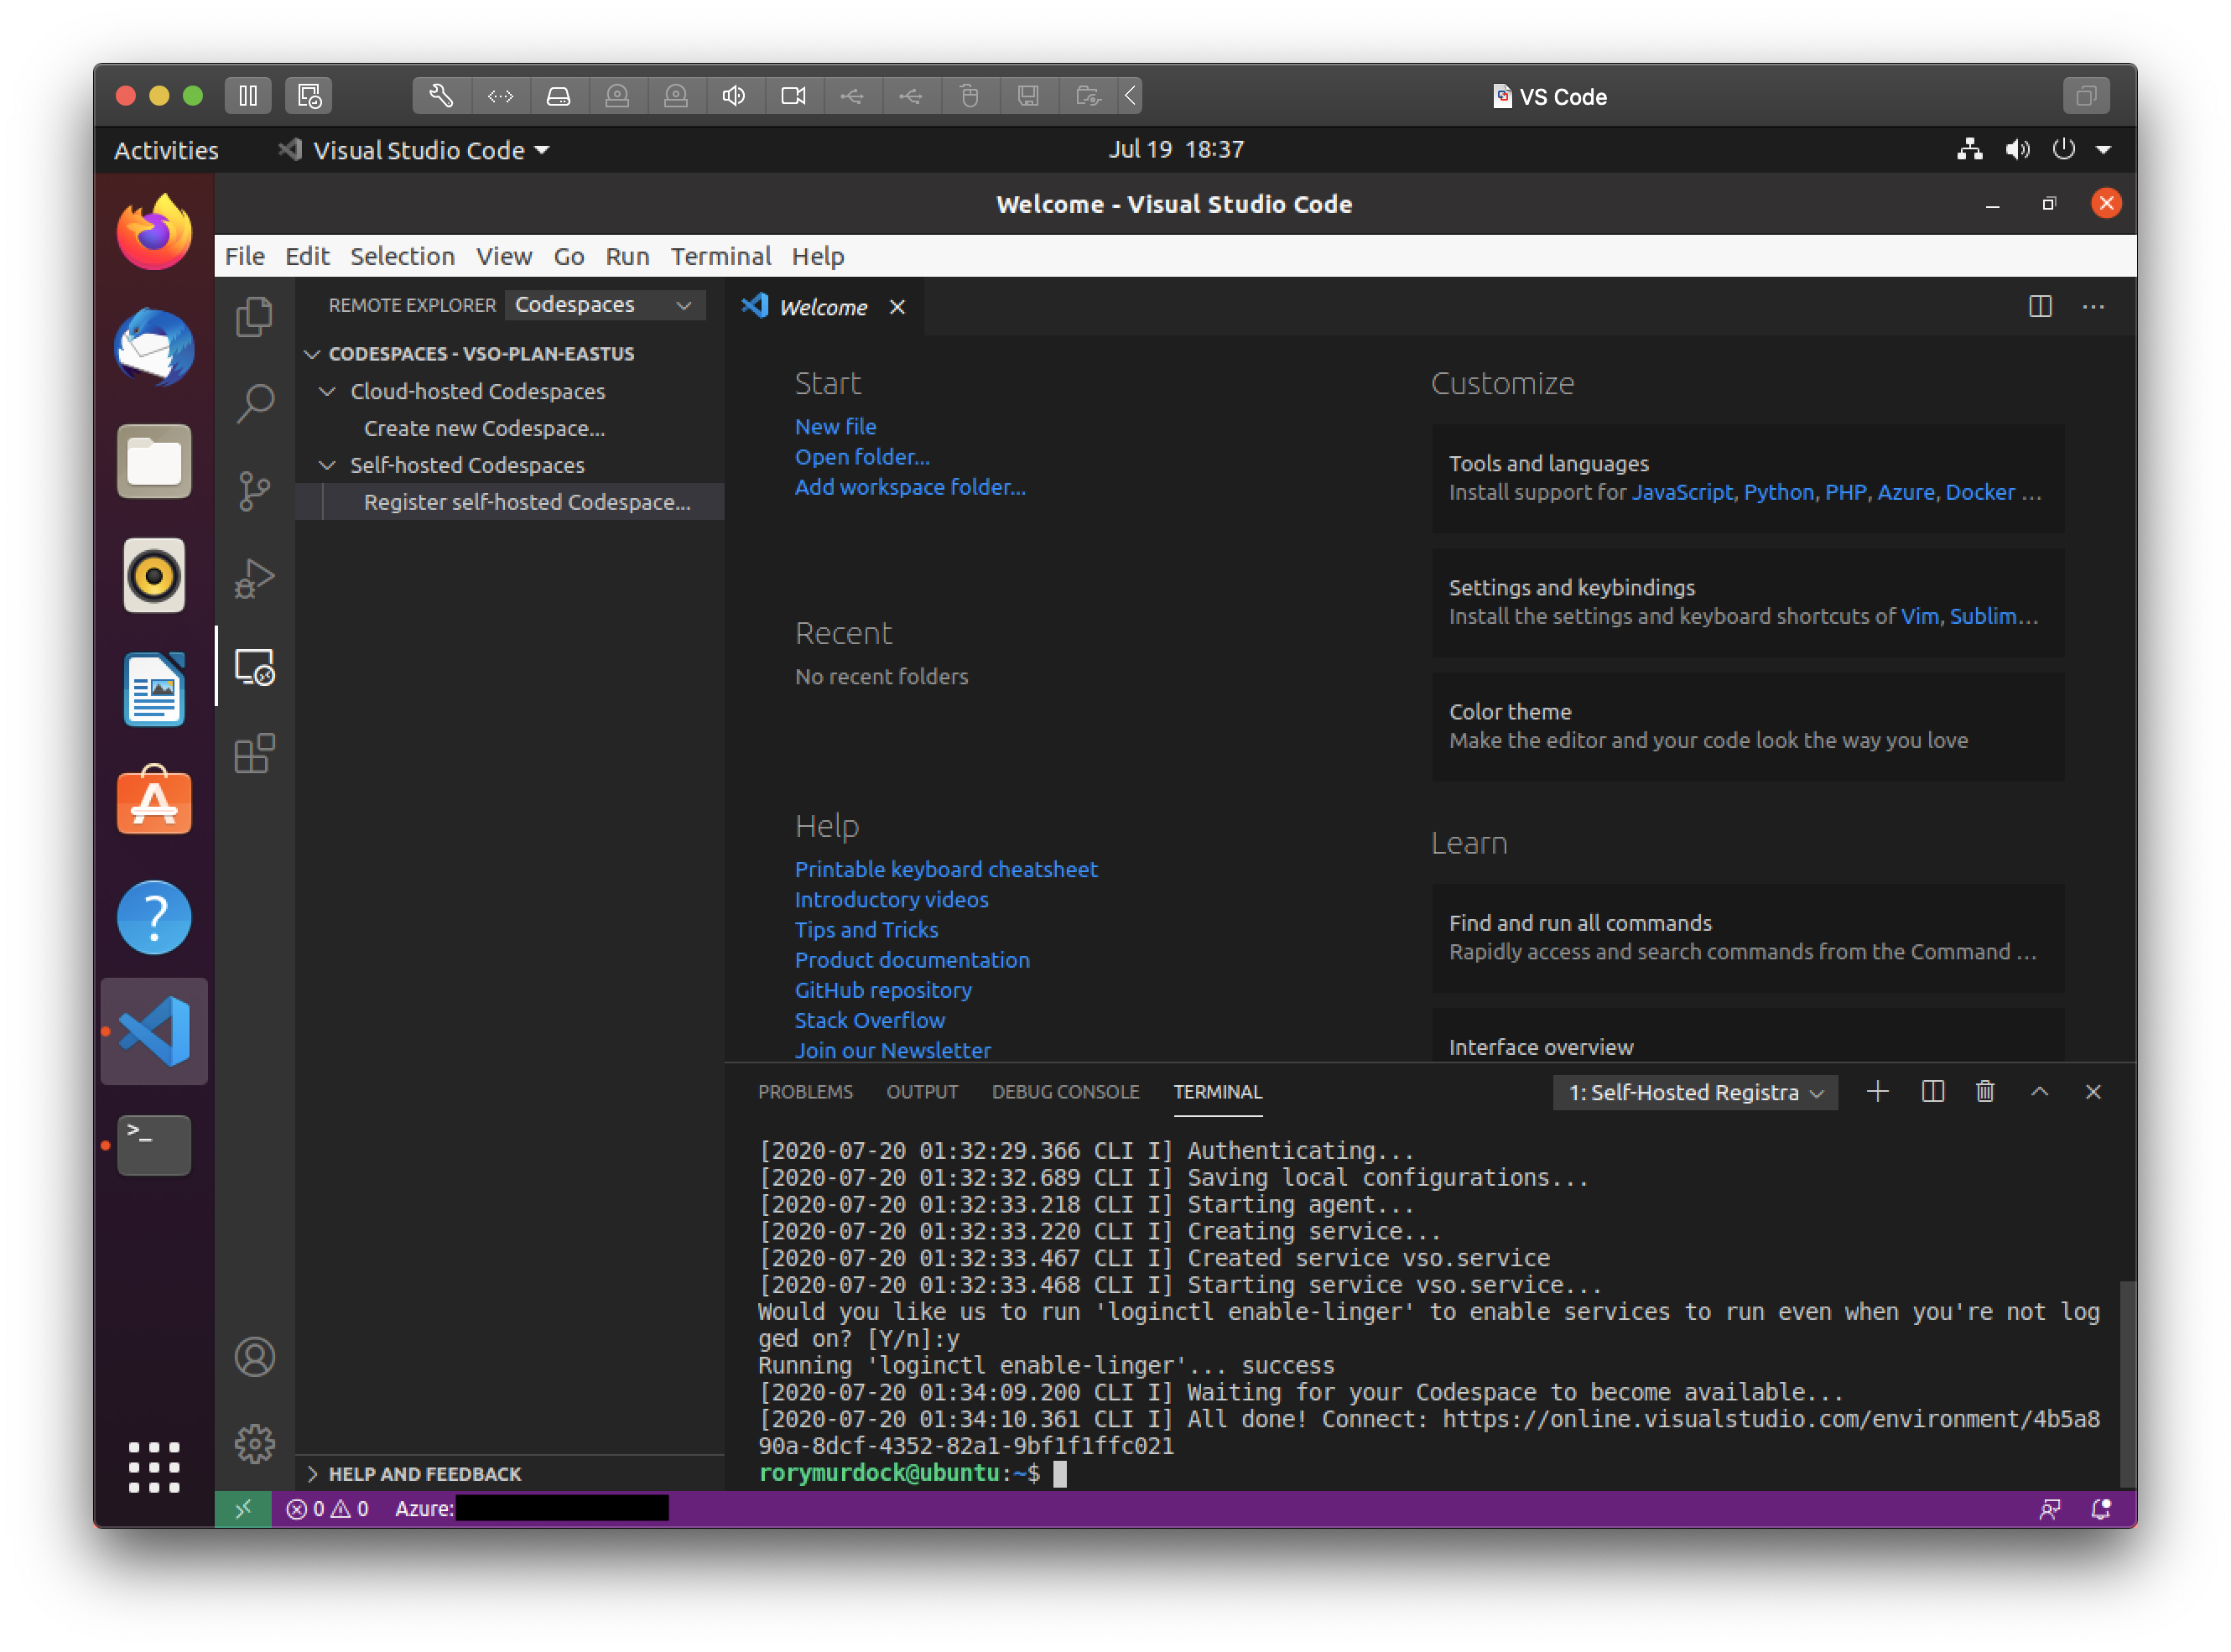 VS Code
Activities Visual Studio Code Jul 19 18:37
Welcome - Visual Studio Code
File Edit Selection View Go Run Terminal Help
REMOTE EXPLORER Codespaces
CODESPACES - VSO-PLAN-EASTUS
Cloud-hosted Codespaces
Create new Codespace...
Self-hosted Codespaces
Register self-hosted Codespace...
HELP AND FEEDBACK
Welcome
Start
New file
Open folder...
Add workspace folder...
Recent
No recent folders
Help
Printable keyboard cheatsheet
Introductory videos
Tips and Tricks
Product documentation
GitHub repository
Stack Overflow
Join our Newsletter
Customize
Tools and languages
Install support for JavaScript, Python, PHP, Azure, Docker ...
Settings and keybindings
Install the settings and keyboard shortcuts of Vim, Sublim...
Color theme
Make the editor and your code look the way you love
Learn
Find and run all commands
Rapidly access and search commands from the Command ...
Interface overview
PROBLEMS OUTPUT DEBUG CONSOLE TERMINAL 1: Self-Hosted Registra
[2020-07-20 01:32:29.366 CLI I] Authenticating...
[2020-07-20 01:32:32.689 CLI I] Saving local configurations...
[2020-07-20 01:32:33.218 CLI I] Starting agent...
[2020-07-20 01:32:33.220 CLI I] Creating service...
[2020-07-20 01:32:33.467 CLI I] Created service vso.service
[2020-07-20 01:32:33.468 CLI I] Starting service vso.service...
Would you like us to run 'loginctl enable-linger' to enable services to run even when you're not log
ged on? [Y/n]:y
Running 'loginctl enable-linger'... success
[2020-07-20 01:34:09.200 CLI I] Waiting for your Codespace to become available...
[2020-07-20 01:34:10.361 CLI I] All done! Connect: https://online.visualstudio.com/environment/4b5a8
90a-8dcf-4352-82a1-9bf1f1ffc021
rorymurdock@ubuntu:~$
0 0 Azure: